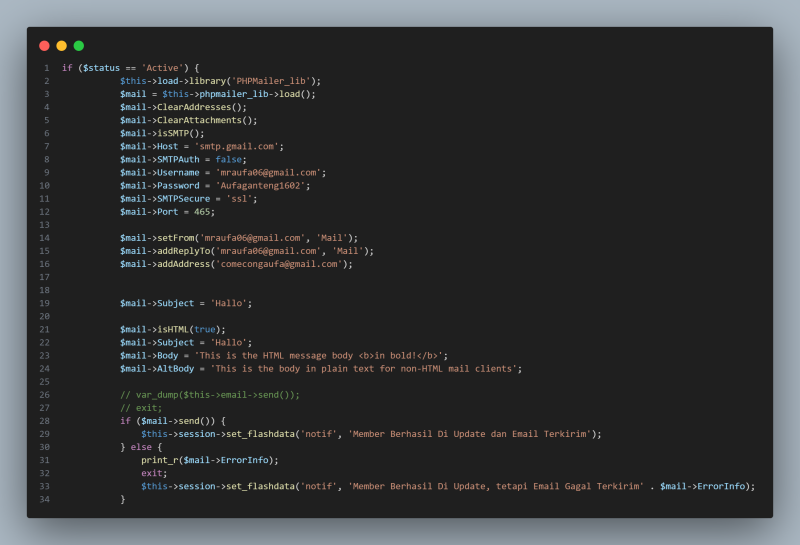 1 if ($status == 'Active') {
2 $this->load->library('PHPMailer_lib');
3 $mail = $this->phpmailer_lib->load();
4 $mail->ClearAddresses();
5 $mail->ClearAttachments();
6 $mail->isSMTP();
7 $mail->Host = 'smtp.gmail.com';
8 $mail->SMTPAuth = false;
9 $mail->Username = 'mraufa06@gmail.com';
10 $mail->Password = 'Aufaganteng1602';
11 $mail->SMTPSecure = 'ssl';
12 $mail->Port = 465;
13
14 $mail->setFrom('mraufa06@gmail.com', 'Mail');
15 $mail->addReplyTo('mraufa06@gmail.com', 'Mail');
16 $mail->addAddress('comecongaufa@gmail.com');
17
18
19 $mail->Subject = 'Hallo';
20
21 $mail->isHTML(true);
22 $mail->Subject = 'Hallo';
23 $mail->Body = 'This is the HTML message body <b>in bold!</b>';
24 $mail->AltBody = 'This is the body in plain text for non-HTML mail clients';
25
26 // var_dump($this->email->send());
27 // exit;
28 if ($mail->send()) {
29 $this->session->set_flashdata('notif', 'Member Berhasil Di Update dan Email Terkirim');
30 } else {
31 print_r($mail->ErrorInfo);
32 exit;
33 $this->session->set_flashdata('notif', 'Member Berhasil Di Update, tetapi Email Gagal Terkirim' . $mail->ErrorInfo);
34 }